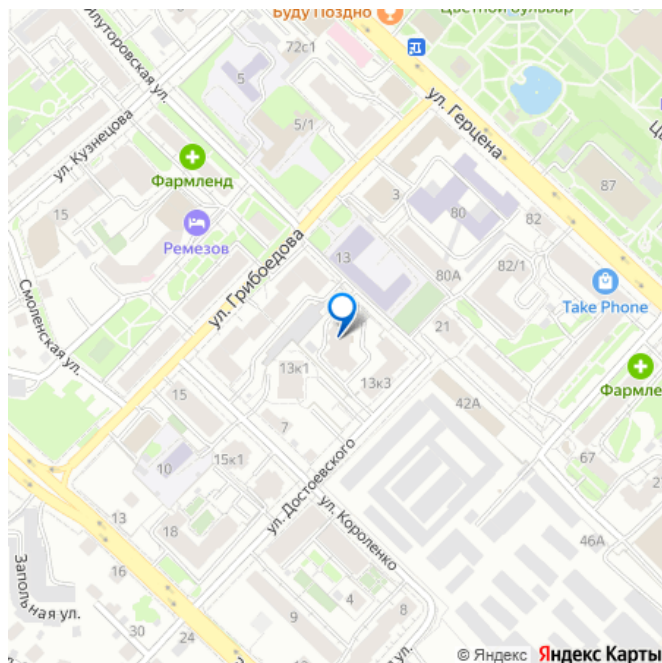 Буду Поздно
Цветной бульвар
Ялуторовская ул.
72с1
5
ул. Герцена
5/1
ул. Кузнецова
Фармленд
87
3
15
80
82
Ремезов
13
82/1
80А
ул. Грибоедова
Take Phone
Смоленская ул.
21
Фармле
13к1
13к3
15
42А
7
ул. Достоевского
67
15к1
10
13
ул. Короленко
18
46А
16
Запольная ул.
4
9
8
30
24
ул.
© Яндекс Яндекс Карты